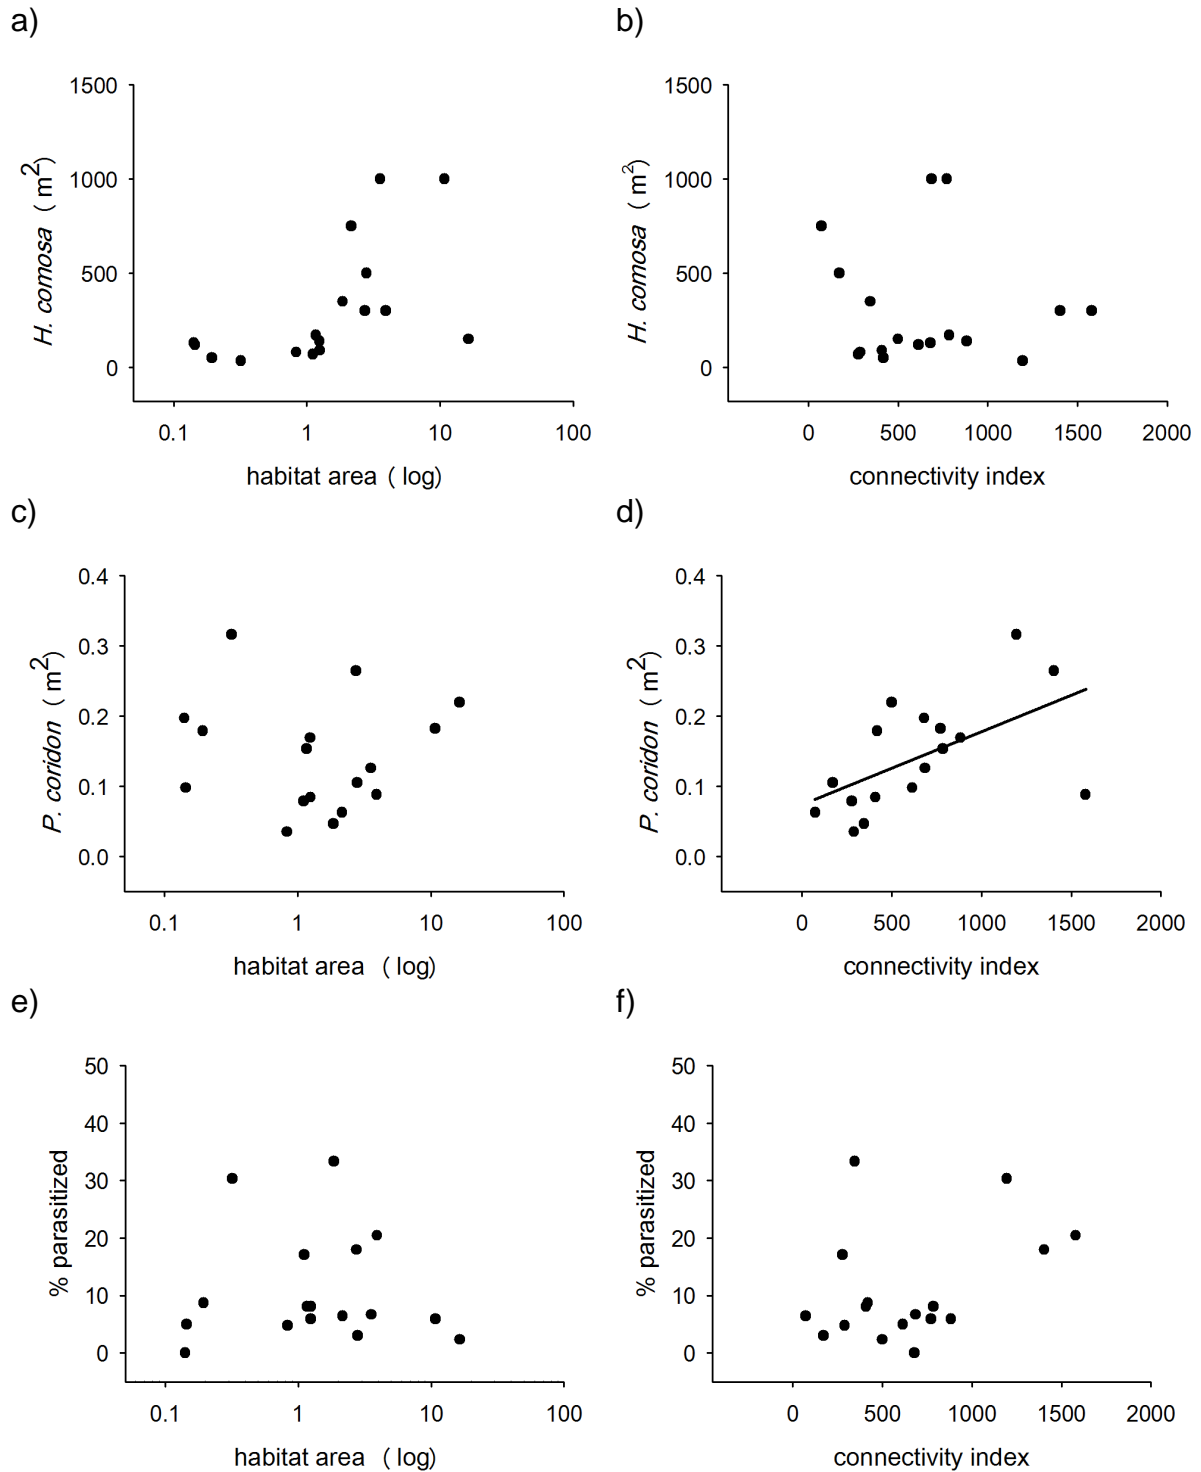 a)
1500
1000
500
0
H. comosa ( m2)
0.1 1 10 100
habitat area ( log)
b)
1500
1000
500
0
H. comosa ( m2)
0 500 1000 1500 2000
connectivity index
c)
0.4
0.3
0.2
0.1
0.0
P. coridon ( m2)
0.1 1 10 100
habitat area ( log)
d)
0.4
0.3
0.2
0.1
0.0
P. coridon ( m2)
0 500 1000 1500 2000
connectivity index
e)
50
40
30
20
10
0
% parasitized
0.1 1 10 100
habitat area ( log)
f)
50
40
30
20
10
0
% parasitized
0 500 1000 1500 2000
connectivity index